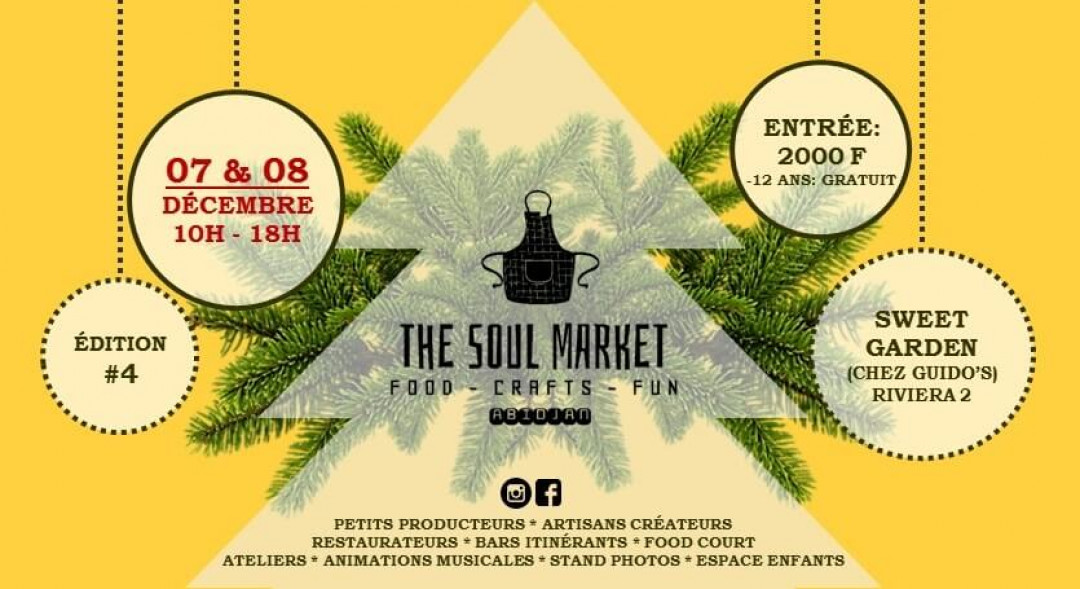 07 & 08
DÉCEMBRE
10H - 18H
ÉDITION
#4
ENTRÉE:
2000 F
-12 ANS: GRATUIT
SWEET
GARDEN
(CHEZ GUIDO'S)
RIVIERA 2
THE SOUL MARKET
FOOD - CRAFTS - FUN
ABIDJAN
PETITS PRODUCTEURS * ARTISANS CRÉATEURS
RESTAURATEURS * BARS ITINÉRANTS * FOOD COURT
ATELIERS * ANIMATIONS MUSICALES * STAND PHOTOS * ESPACE ENFANTS